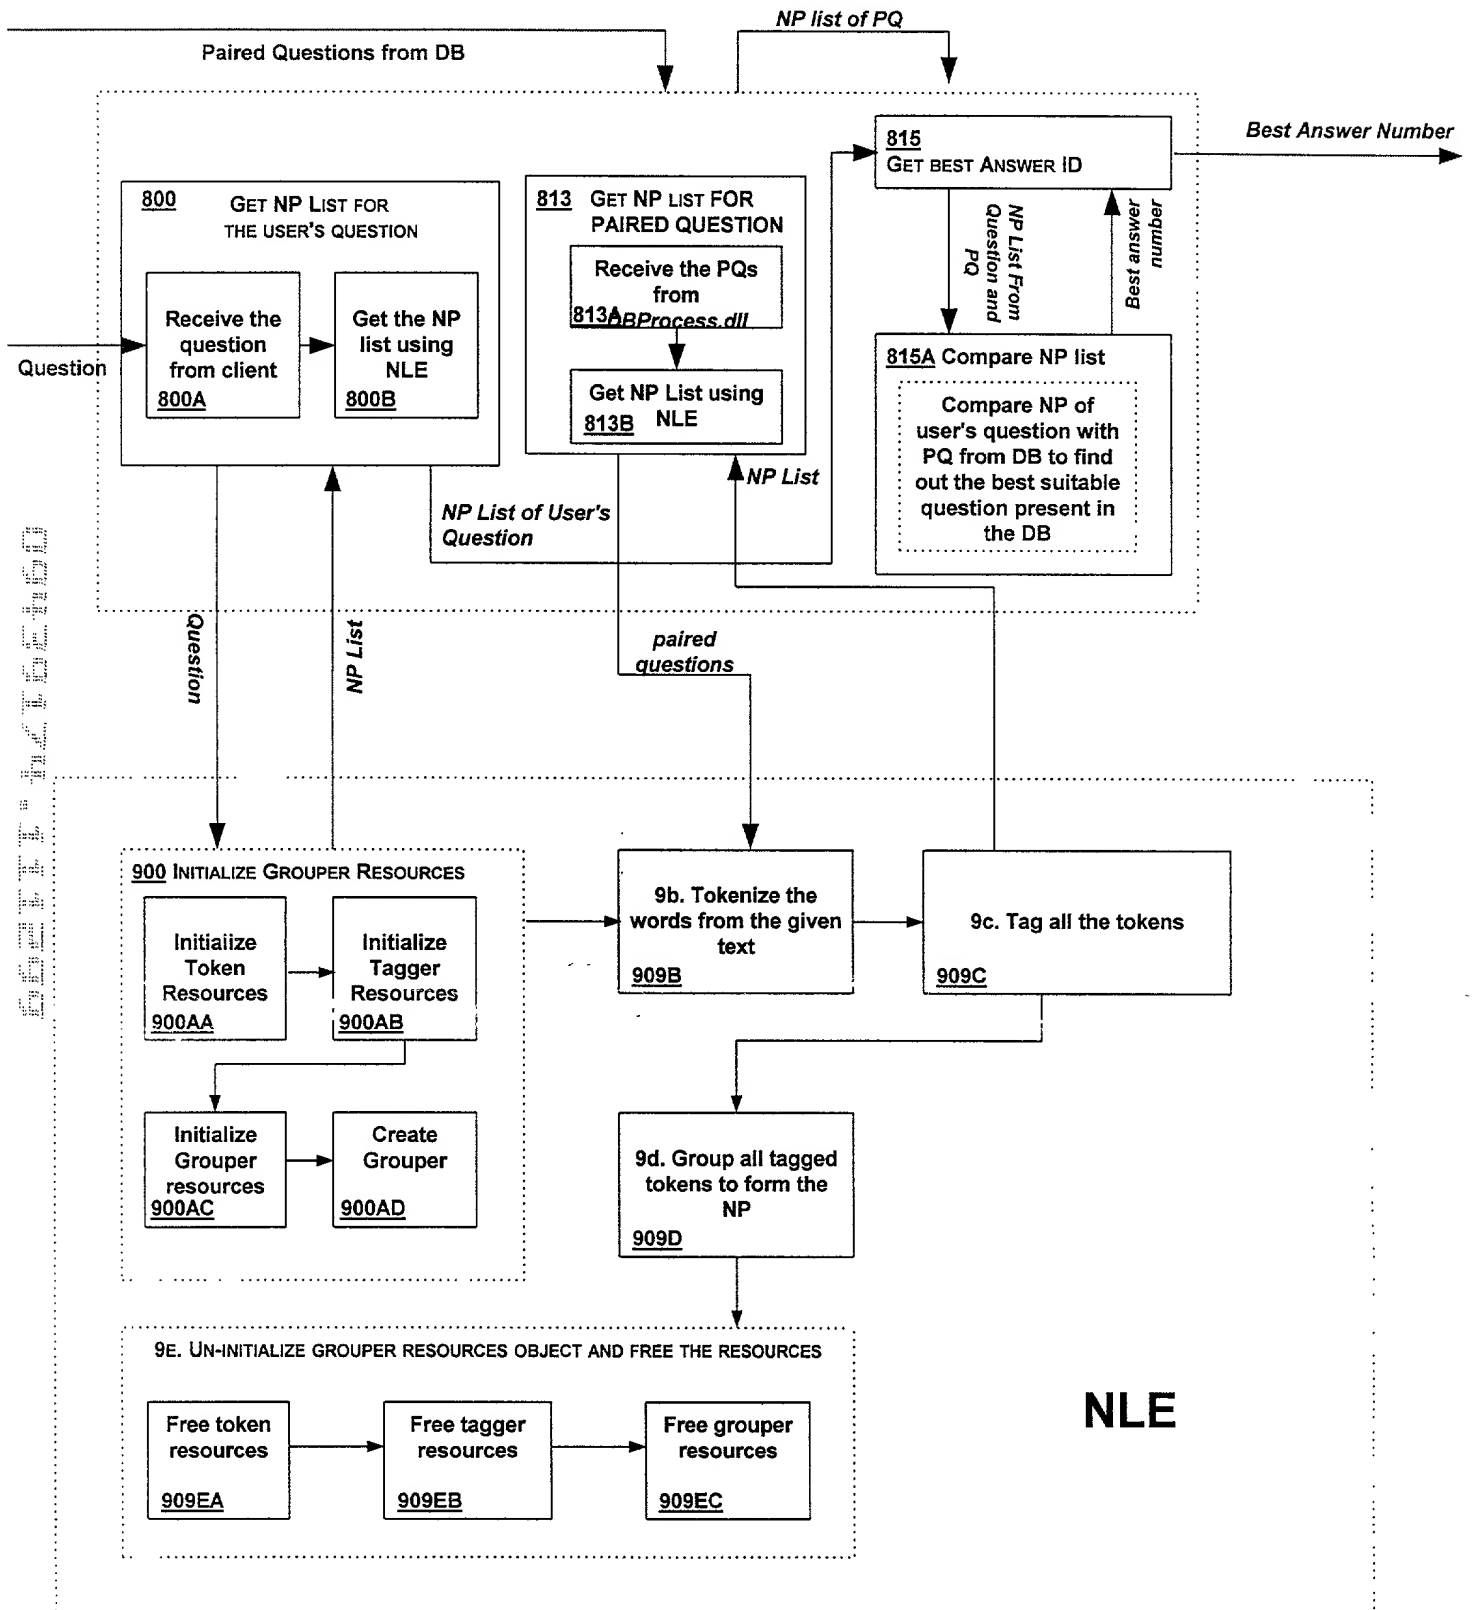 NP list of PQ
Paired Questions from DB
Best Answer Number
815
GET BEST ANSWER ID
800 GET NP LIST FOR
THE USER'S QUESTION
813 GET NP LIST FOR
PAIRED QUESTION
Receive the PQs
from
813A DBProcess.dll
Get NP List using
NLE
813B
Receive the
question
from client
800A
Get the NP
list using
NLE
800B
Question
NP List From
Question and
PQ
Best answer
number
815A Compare NP list
Compare NP of
user's question with
PQ from DB to find
out the best suitable
question present in
the DB
NP List
NP List of User's
Question
Question
NP List
paired
questions
900 INITIALIZE GROUPER RESOURCES
Initialize
Token
Resources
900AA
Initialize
Tagger
Resources
900AB
Initialize
Grouper
resources
900AC
Create
Grouper
900AD
9b. Tokenize the
words from the given
text
909B
9c. Tag all the tokens
909C
9d. Group all tagged
tokens to form the
NP
909D
9E. UN-INITIALIZE GROUPER RESOURCES OBJECT AND FREE THE RESOURCES
Free token
resources
909EA
Free tagger
resources
909EB
Free grouper
resources
909EC
NLE